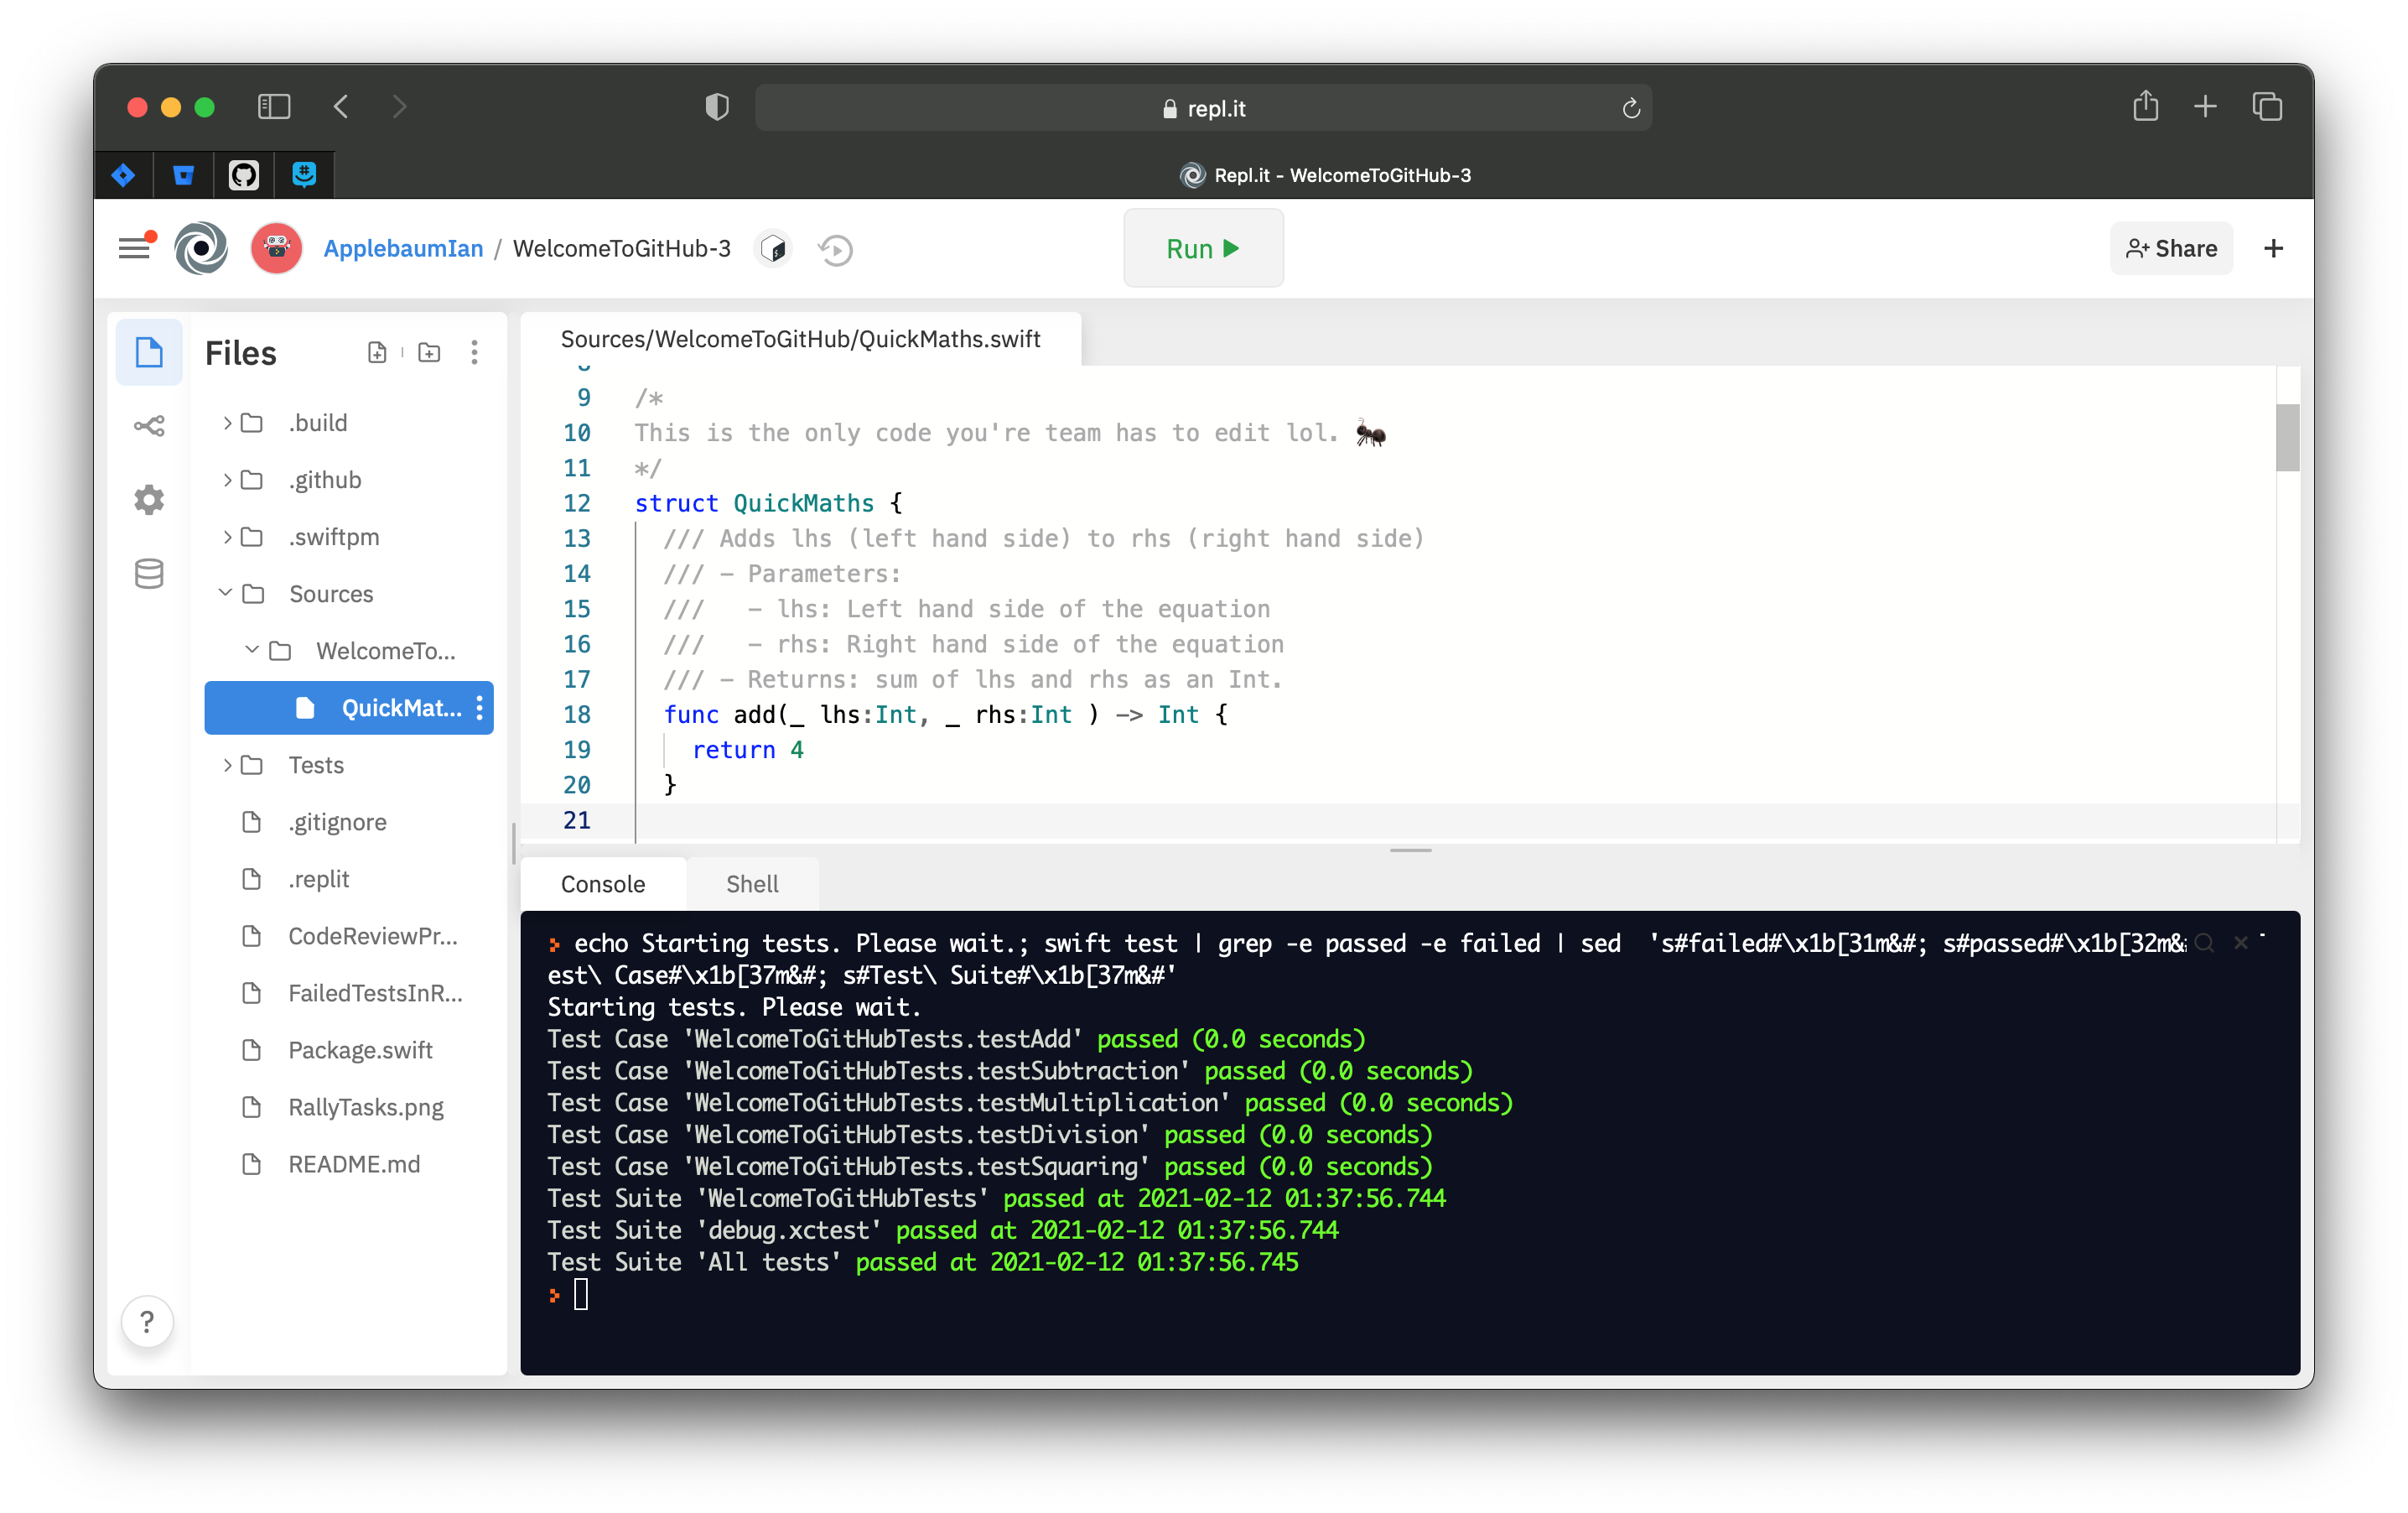 repl.it
Repl.it - WelcomeToGitHub-3
ApplebaumIan / WelcomeToGitHub-3
Run
Share
Files
.build
.github
.swiftpm
Sources
WelcomeTo...
QuickMat...
Tests
.gitignore
.replit
CodeReviewPr...
FailedTestsInR...
Package.swift
RallyTasks.png
README.md
?
Sources/WelcomeToGitHub/QuickMaths.swift
8
9 /*
10 This is the only code you're team has to edit lol. 🐜
11 */
12 struct QuickMaths {
13 /// Adds lhs (left hand side) to rhs (right hand side)
14 /// - Parameters:
15 ///   - lhs: Left hand side of the equation
16 ///   - rhs: Right hand side of the equation
17 /// - Returns: sum of lhs and rhs as an Int.
18 func add(_ lhs:Int, _ rhs:Int ) -> Int {
19 return 4
20 }
21
Console Shell
echo Starting tests. Please wait.; swift test | grep -e passed -e failed | sed  's#failed#\x1b[31m&#; s#passed#\x1b[32m&
est\ Case#\x1b[37m&#; s#Test\ Suite#\x1b[37m&#'
Starting tests. Please wait.
Test Case 'WelcomeToGitHubTests.testAdd' passed (0.0 seconds)
Test Case 'WelcomeToGitHubTests.testSubtraction' passed (0.0 seconds)
Test Case 'WelcomeToGitHubTests.testMultiplication' passed (0.0 seconds)
Test Case 'WelcomeToGitHubTests.testDivision' passed (0.0 seconds)
Test Case 'WelcomeToGitHubTests.testSquaring' passed (0.0 seconds)
Test Suite 'WelcomeToGitHubTests' passed at 2021-02-12 01:37:56.744
Test Suite 'debug.xctest' passed at 2021-02-12 01:37:56.744
Test Suite 'All tests' passed at 2021-02-12 01:37:56.745